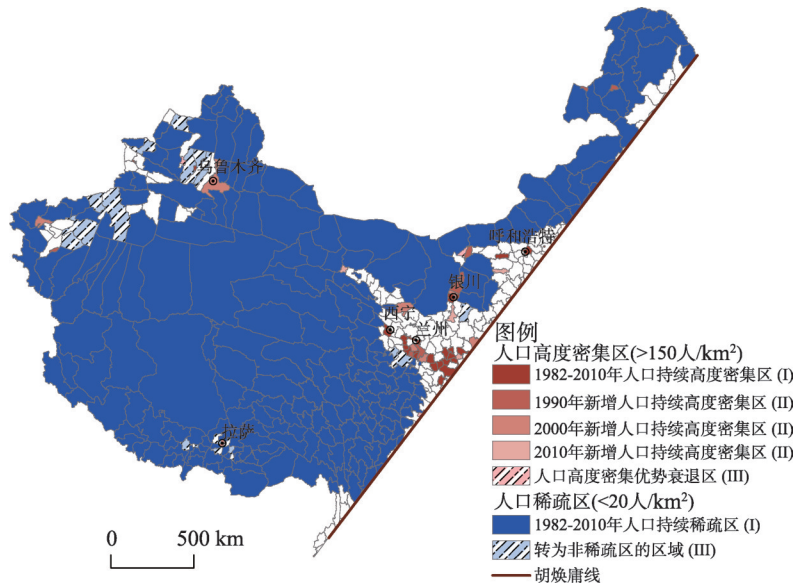 乌鲁木齐
呼和浩特
银川
西宁
兰州
拉萨
图例
人口高度密集区(>150人/km²)
1982-2010年人口持续高度密集区 (I)
1990年新增人口持续高度密集区 (II)
2000年新增人口持续高度密集区 (II)
2010年新增人口持续高度密集区 (II)
人口高度密集优势衰退区 (III)
人口稀疏区(<20人/km²)
1982-2010年人口持续稀疏区 (I)
转为非稀疏区的区域 (III)
胡焕庸线
0 500 km